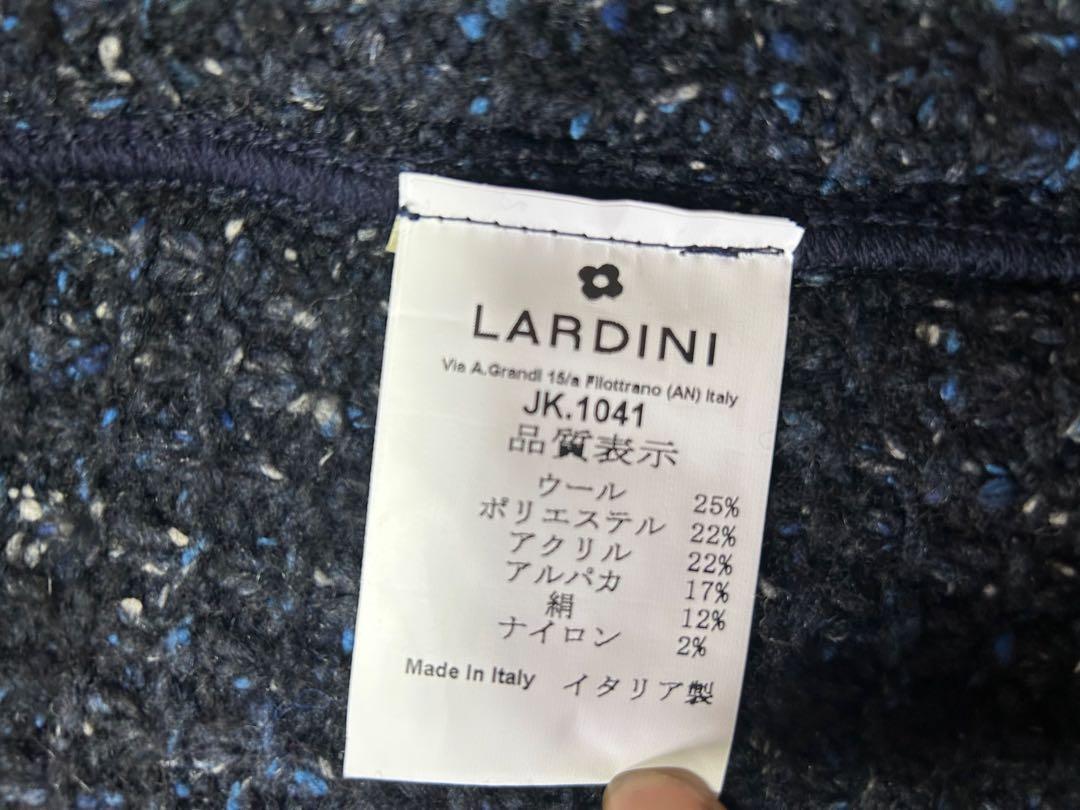 LARDINI
Via A.Grandi 15/a Filottrano (AN) Italy
JK.1041
品質表示
ウール 25%
ポリエステル 22%
アクリル 22%
アルパカ 17%
絹 12%
ナイロン 2%
Made In Italy イタリア製